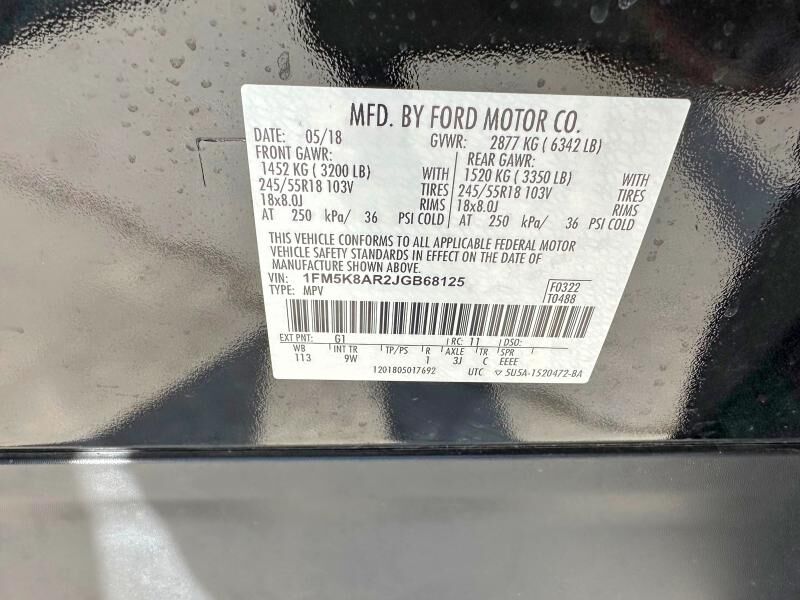 MFD. BY FORD MOTOR CO.
DATE: 05/18 GVWR: 2877 KG ( 6342 LB)
FRONT GAWR: REAR GAWR:
1452 KG ( 3200 LB) WITH 1520 KG ( 3350 LB) WITH
245/55R18 103V TIRES 245/55R18 103V TIRES
18x8.0J RIMS 18x8.0J RIMS
AT 250 kPa/ 36 PSI COLD AT 250 kPa/ 36 PSI COLD
THIS VEHICLE CONFORMS TO ALL APPLICABLE FEDERAL MOTOR
VEHICLE SAFETY STANDARDS IN EFFECT ON THE DATE OF
MANUFACTURE SHOWN ABOVE.
VIN: 1FM5K8AR2JGB68125 F0322
TYPE: MPV T0488
EXT PNT: G1 RC: 11 DSO:
WB INT TR TP/PS R AXLE TR SPR
113 9W 1 3J C EEEE
1201805017692 UTC ▽ 5U5A-1520472-BA